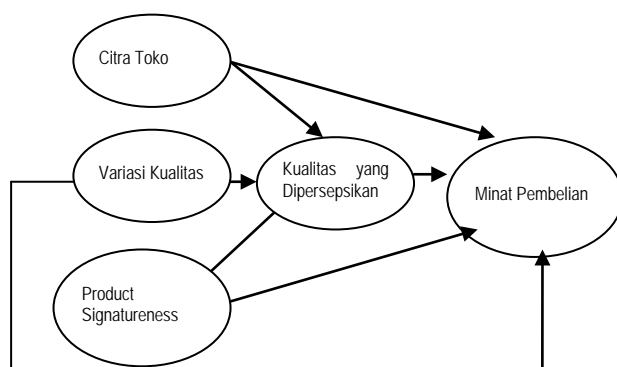 Citra Toko
Variasi Kualitas
Kualitas yang
Dipersepsikan
Minat Pembelian
Product
Signatureness